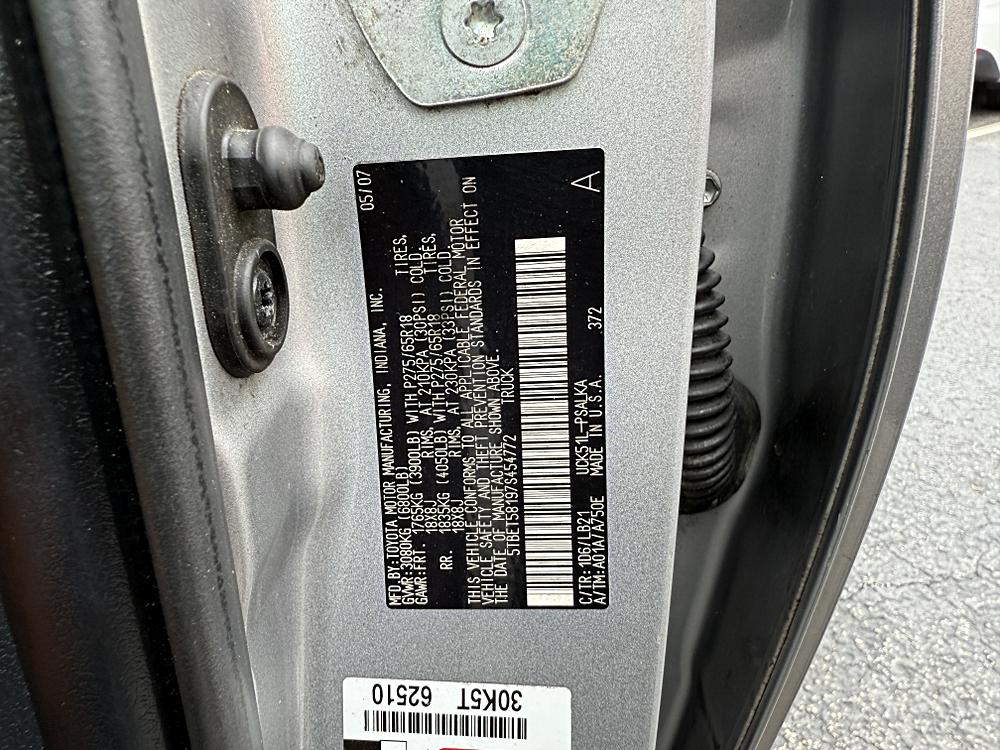 MFD.BY:TOYOTA MOTOR MANUFACTURING, INDIANA, INC. 05/07
GVWR:3080KG (6800LB)
GAWR:FRT. 1765KG (3900LB) WITH P275/65R18 TIRES,
18X8J RIMS, AT 210KPA (30PSI) COLD.
RR. 1835KG (4050LB) WITH P275/65R18 TIRES,
18X8J RIMS, AT 230KPA (33PSI) COLD.
THIS VEHICLE CONFORMS TO ALL APPLICABLE FEDERAL MOTOR
VEHICLE SAFETY AND THEFT PREVENTION STANDARDS IN EFFECT ON
THE DATE OF MANUFACTURE SHOWN ABOVE.
5TBET58197S454772 TRUCK
C/TR:1D6/LB21 UCK51L-PSALKA
A/TM:A01A/A750E MADE IN U.S.A. 372 A
30K5T 62510